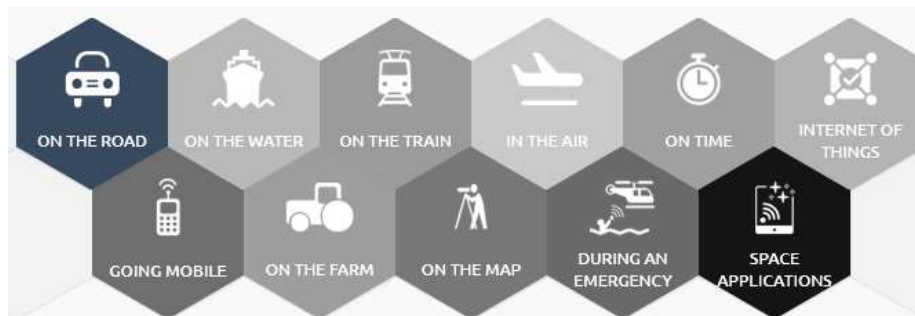 ON THE ROAD
ON THE WATER
ON THE TRAIN
IN THE AIR
ON TIME
INTERNET OF
THINGS
GOING MOBILE
ON THE FARM
ON THE MAP
DURING AN
EMERGENCY
SPACE
APPLICATIONS